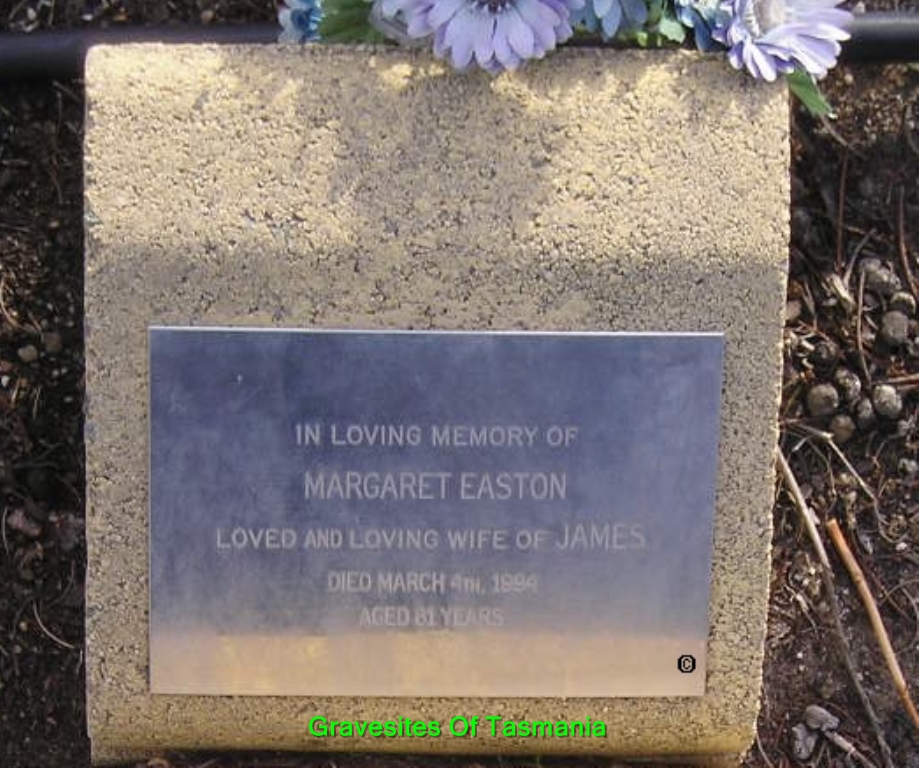 IN LOVING MEMORY OF
MARGARET EASTON
LOVED AND LOVING WIFE OF JAMES
DIED MARCH 4TH, 1994
AGED 81 YEARS
©
Gravesites Of Tasmania